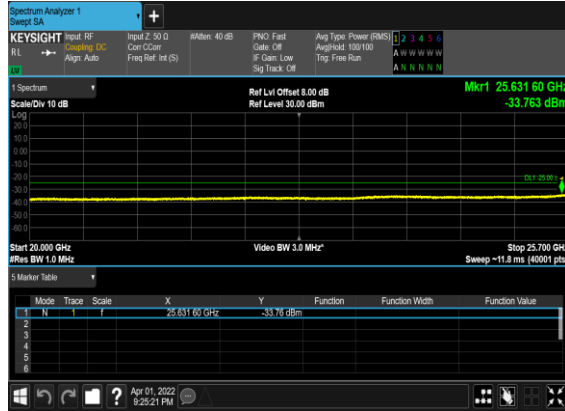 Spectrum Analyzer 1
Swept SA
+
KEYSIGHT Input: RF Input Z: 50 Ω #Atten: 40 dB PNO: Fast Avg Type: Power (RMS) 1 2 3 4 5 6
RL Coupling: DC Corr CCorr Gate: Off Avg|Hold: 100/100 A W W W W W
Align: Auto Freq Ref: Int (S) IF Gain: Low Trig: Free Run
Sig Track: Off A N N N N N
1 Spectrum Ref Lvl Offset 8.00 dB Mkr1 25.631 60 GHz
Scale/Div 10 dB Ref Level 30.00 dBm -33.763 dBm
Log
20.0
10.0
0.00
-10.0
-20.0
DL1 -25.00
-30.0
-40.0
-50.0
-60.0
Start 20.000 GHz Video BW 3.0 MHz* Stop 25.700 GHz
#Res BW 1.0 MHz Sweep ~11.8 ms (40001 pts)
5 Marker Table
Mode Trace Scale X Y Function Function Width Function Value
1 N 1 f 25.631 60 GHz -33.76 dBm
2
3
4
5
6
? Apr 01, 2022
9:25:21 PM